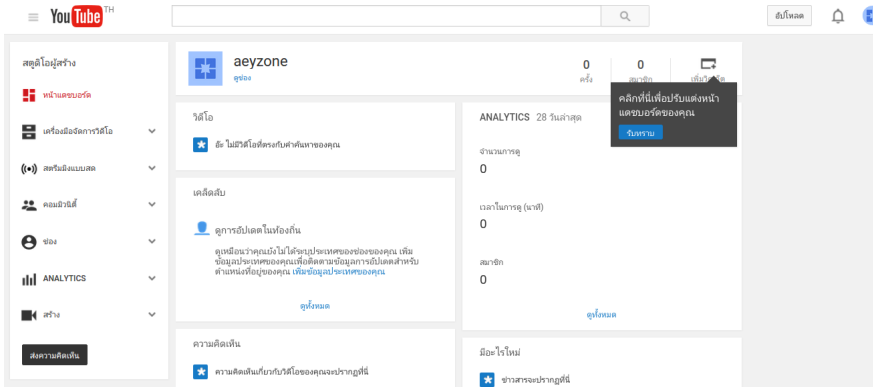 YouTube TH
อัปโหลด
สตูดิโอผู้สร้าง
หน้าแดชบอร์ด
เครื่องมือจัดการวิดีโอ
สตรีมมิงแบบสด
คอมมิวนิตี้
ช่อง
ANALYTICS
สร้าง
ส่งความคิดเห็น
aeyzone
ดูช่อง
0
ครั้ง
0
สมาชิก
คลิกที่นี่เพื่อปรับแต่งหน้า
แดชบอร์ดของคุณ
รับทราบ
วิดีโอ
อ๊ะ ไม่มีวิดีโอที่ตรงกับคำค้นหาของคุณ
เคล็ดลับ
ดูการอัปเดตในท้องถิ่น
ดูเหมือนว่าคุณยังไม่ได้ระบุประเทศของช่องของคุณ เพิ่ม
ข้อมูลประเทศของคุณเพื่อติดตามข้อมูลการอัปเดตสำหรับ
ตำแหน่งที่อยู่ของคุณ เพิ่มข้อมูลประเทศของคุณ
ดูทั้งหมด
ความคิดเห็น
ความคิดเห็นเกี่ยวกับวิดีโอของคุณจะปรากฏที่นี่
ANALYTICS 28 วันล่าสุด
จำนวนการดู
0
เวลาในการดู (นาที)
0
สมาชิก
0
ดูทั้งหมด
มีอะไรใหม่
ข่าวสารจะปรากฏที่นี่